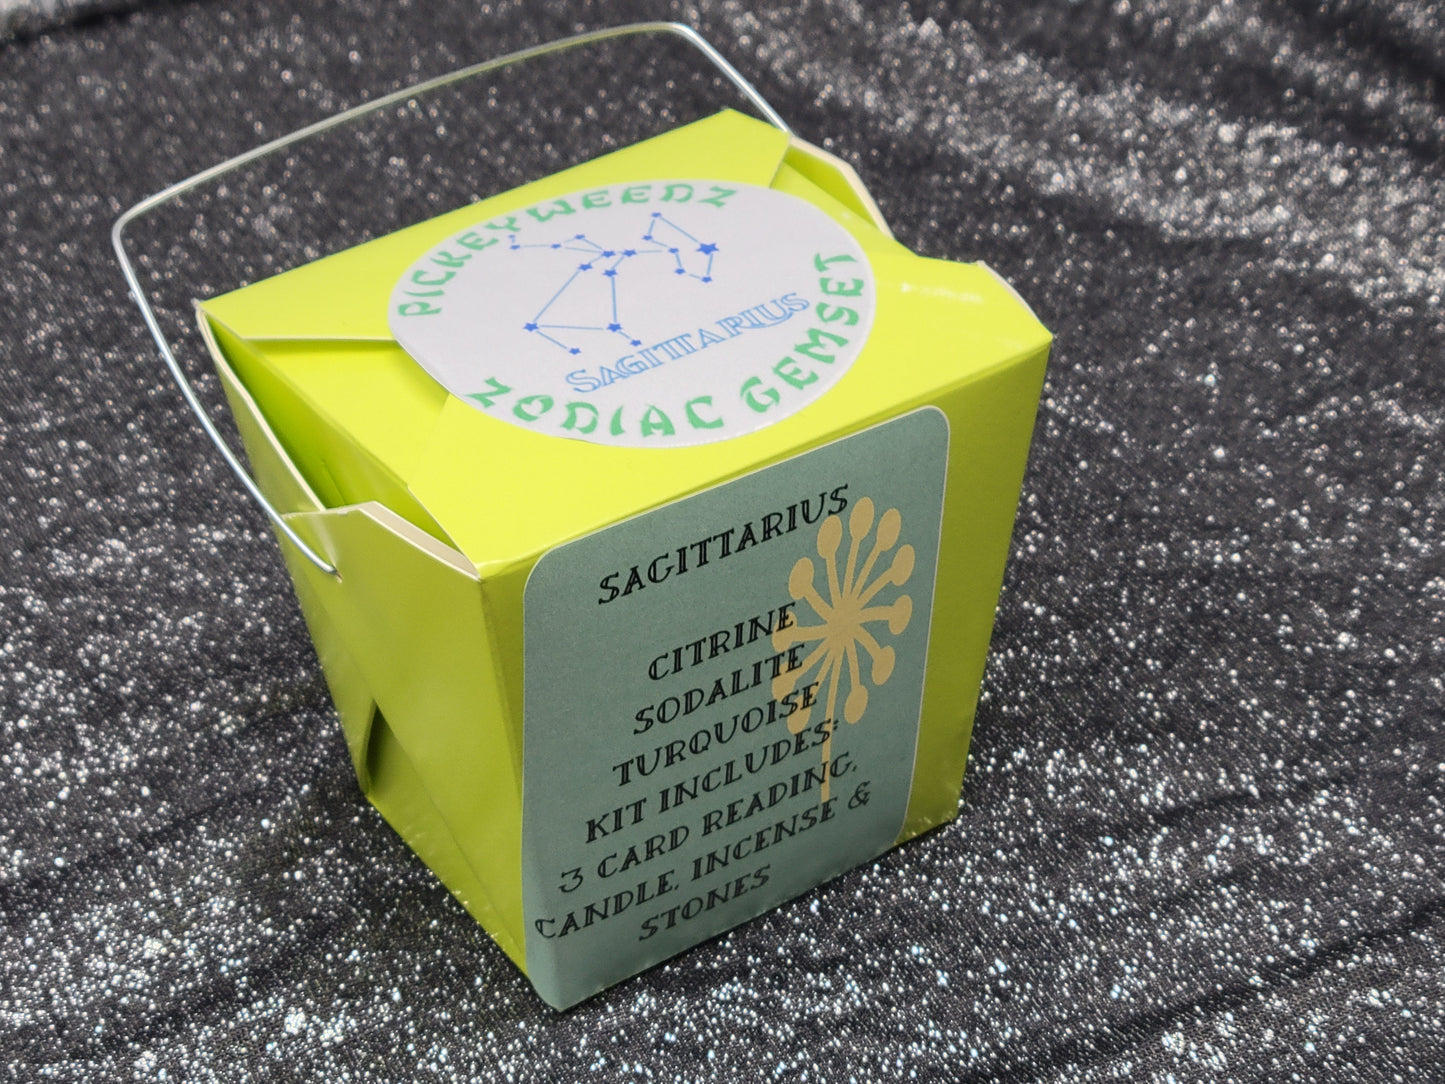 PICKEYWEEDZ
SAGITTARIUS
ZODIAC GEMSET
SAGITTARIUS
CITRINE
SODALITE
TURQUOISE
KIT INCLUDES:
3 CARD READING,
CANDLE, INCENSE &
STONES